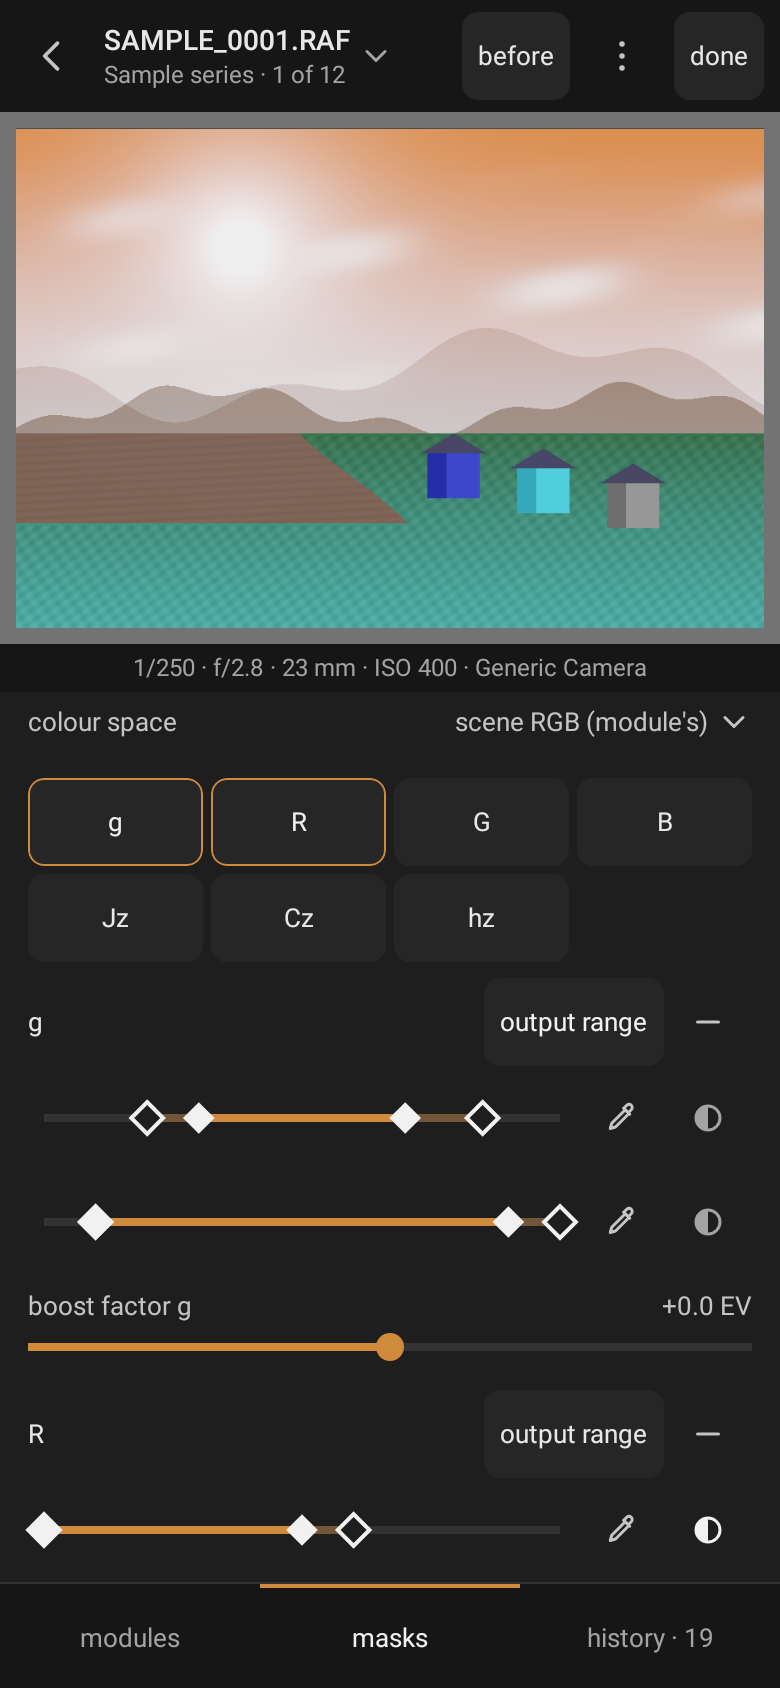 SAMPLE_0001.RAF
Sample series · 1 of 12
before
done
1/250 · f/2.8 · 23 mm · ISO 400 · Generic Camera
colour space
scene RGB (module's)
g
R
G
B
Jz
Cz
hz
g
output range
boost factor g
+0.0 EV
R
output range
modules
masks
history · 19